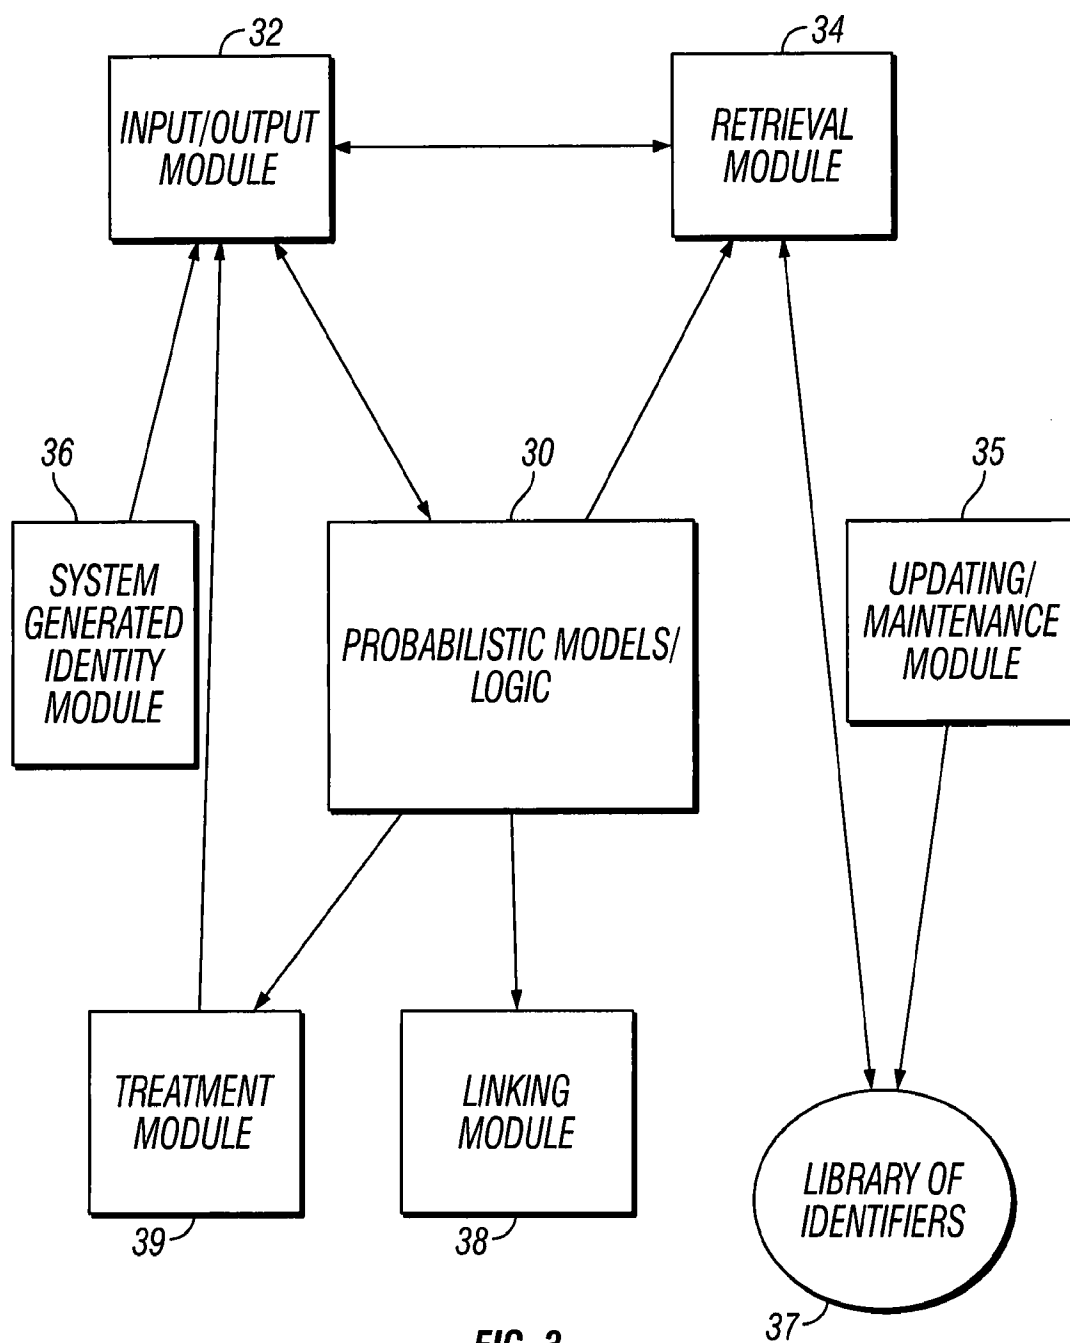 32
34
INPUT/OUTPUT
MODULE
RETRIEVAL
MODULE
36
30
35
SYSTEM
GENERATED
IDENTITY
MODULE
PROBABILISTIC MODELS/
LOGIC
UPDATING/
MAINTENANCE
MODULE
TREATMENT
MODULE
LINKING
MODULE
LIBRARY OF
IDENTIFIERS
39
38
37